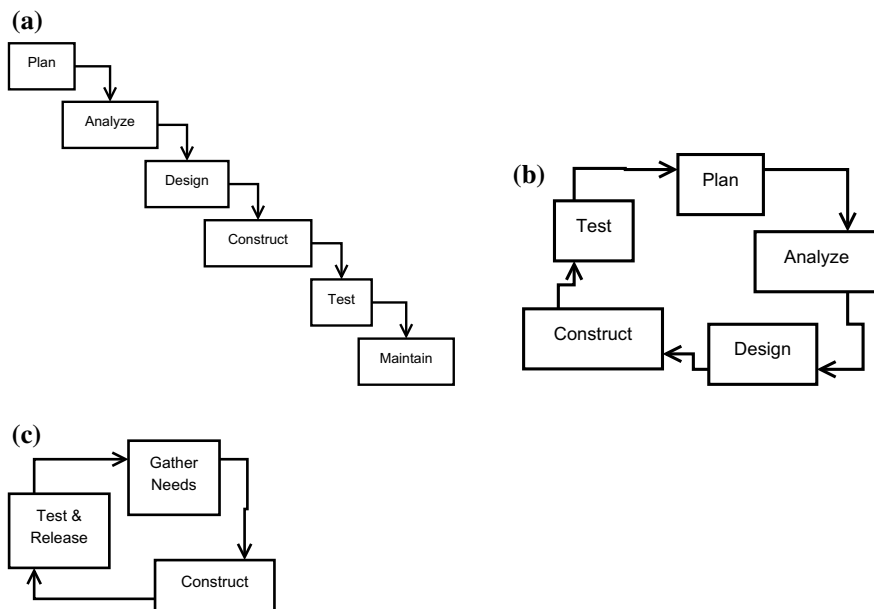 (a)
Plan
Analyze
Design
Construct
Test
Maintain
(b)
Plan
Test
Analyze
Construct
Design
(c)
Gather
Needs
Test &
Release
Construct